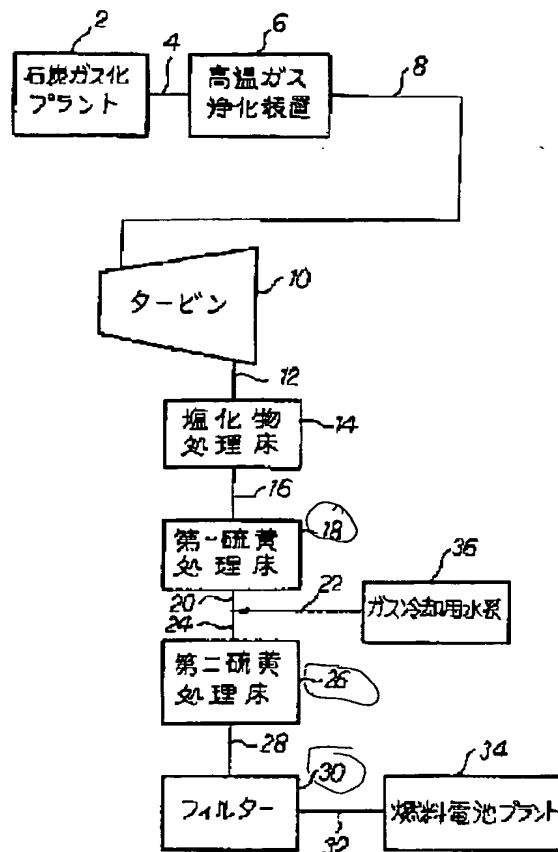 2
6
石炭ガス化
プラント
4
高温ガス
浄化装置
8
タービン
10
12
塩化物
処理床
14
16
第一硫黄
処理床
18
20
22
24
36
ガス冷却用水系
第二硫黄
処理床
26
28
30
34
フィルター
32
燃料電池プラント